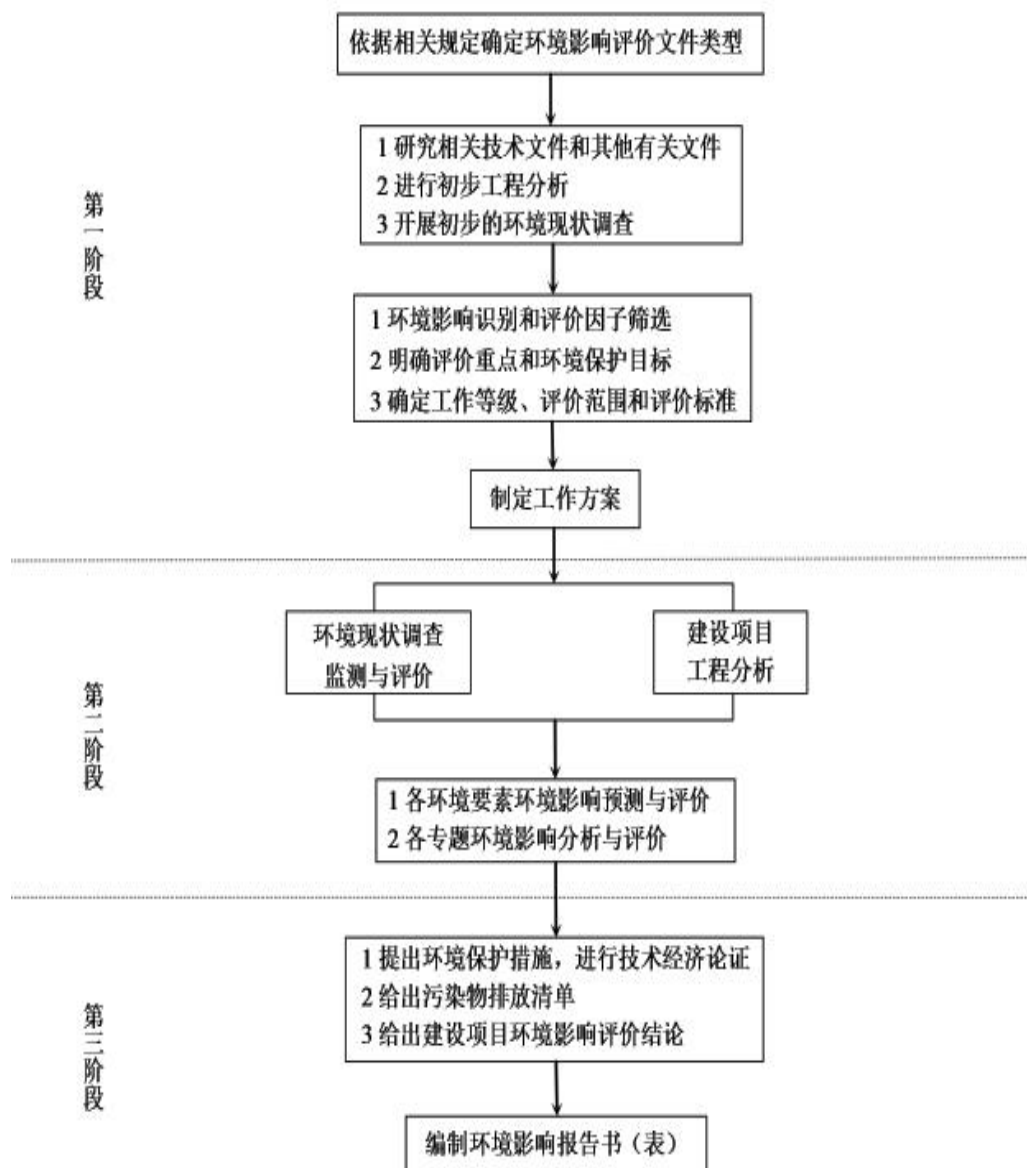 依据相关规定确定环境影响评价文件类型
1 研究相关技术文件和其他有关文件
2 进行初步工程分析
3 开展初步的环境现状调查
第一阶段
1 环境影响识别和评价因子筛选
2 明确评价重点和环境保护目标
3 确定工作等级、评价范围和评价标准
制定工作方案
环境现状调查
监测与评价
建设项目
工程分析
第二阶段
1 各环境要素环境影响预测与评价
2 各专题环境影响分析与评价
1 提出环境保护措施，进行技术经济论证
2 给出污染物排放清单
3 给出建设项目环境影响评价结论
第三阶段
编制环境影响报告书（表）